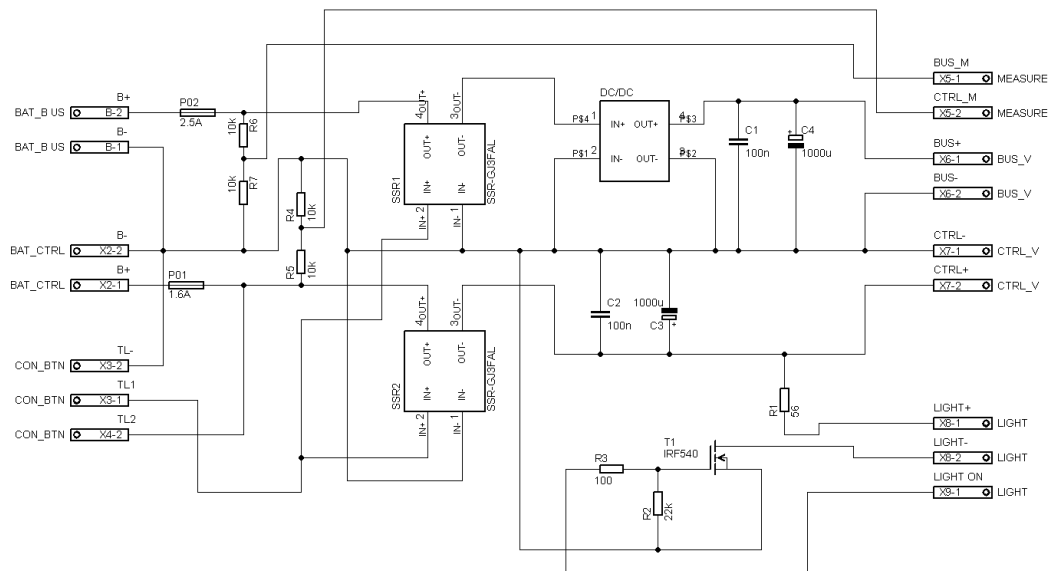 BUS_M
X5-1
MEASURE
CTRL_M
X5-2
MEASURE
B+
BAT_BUS
B-2
P02
2.5A
B-
BAT_BUS
B-1
10k
R6
10k
R7
R4
10k
R5
10k
4
OUT+
3
OUT-
OUT+
OUT-
SSR1
SSR-GJ3FAL
IN+
IN-
IN+ 2
IN- 1
DC/DC
P$4
1
IN+
OUT+
4
P$3
P$1
2
IN-
OUT-
3
P$2
C1
100n
+
C4
1000u
BUS+
X6-1
BUS_V
BUS-
X6-2
BUS_V
B-
BAT_CTRL
X2-2
B+
BAT_CTRL
X2-1
P01
1.6A
CTRL-
X7-1
CTRL_V
CTRL+
X7-2
CTRL_V
C2
100n
1000u
C3
+
4
OUT+
3
OUT-
OUT+
OUT-
SSR2
SSR-GJ3FAL
IN+
IN-
IN+ 2
IN- 1
TL-
CON_BTN
X3-2
TL1
CON_BTN
X3-1
TL2
CON_BTN
X4-2
R1
56
LIGHT+
X8-1
LIGHT
LIGHT-
X8-2
LIGHT
LIGHT ON
X9-1
LIGHT
T1
IRF540
R3
100
R2
22k